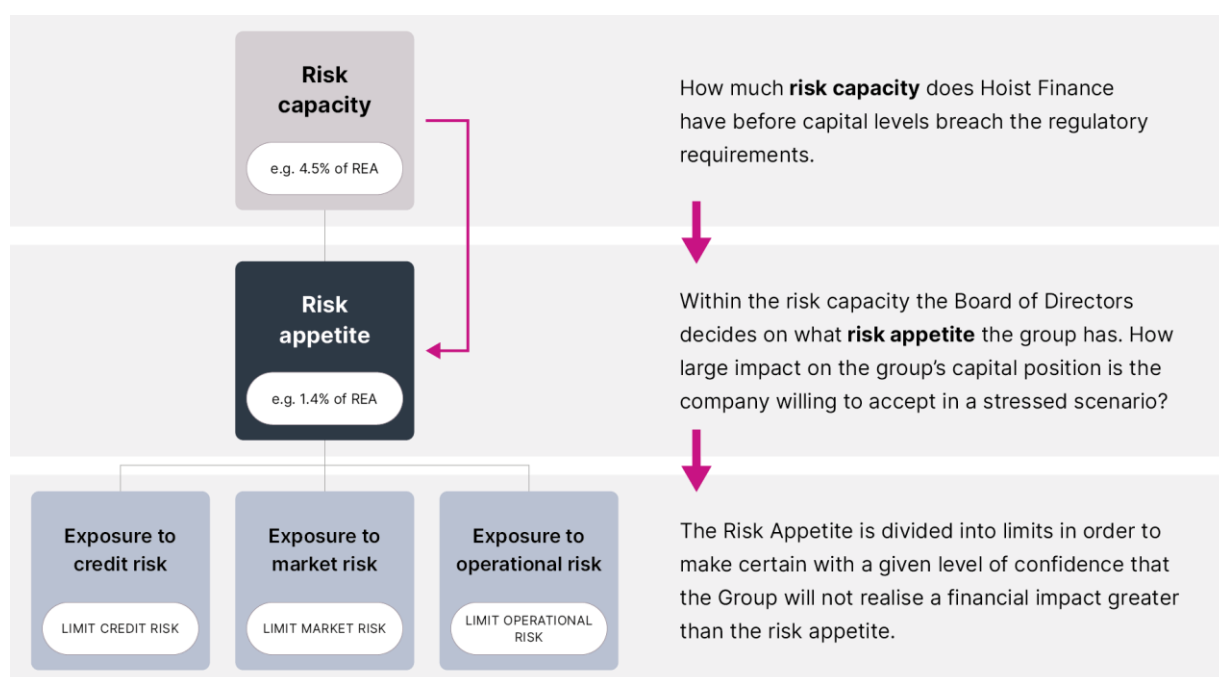 Risk
capacity
e.g. 4.5% of REA
How much risk capacity does Hoist Finance
have before capital levels breach the regulatory
requirements.
Risk
appetite
e.g. 1.4% of REA
Within the risk capacity the Board of Directors
decides on what risk appetite the group has. How
large impact on the group’s capital position is the
company willing to accept in a stressed scenario?
Exposure to
credit risk
LIMIT CREDIT RISK
Exposure to
market risk
LIMIT MARKET RISK
Exposure to
operational risk
LIMIT OPERATIONAL
RISK
The Risk Appetite is divided into limits in order to
make certain with a given level of confidence that
the Group will not realise a financial impact greater
than the risk appetite.